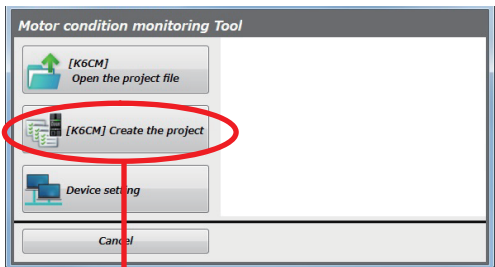 Motor condition monitoring Tool
[K6CM]
Open the project file
[K6CM] Create the project
Device setting
Cancel